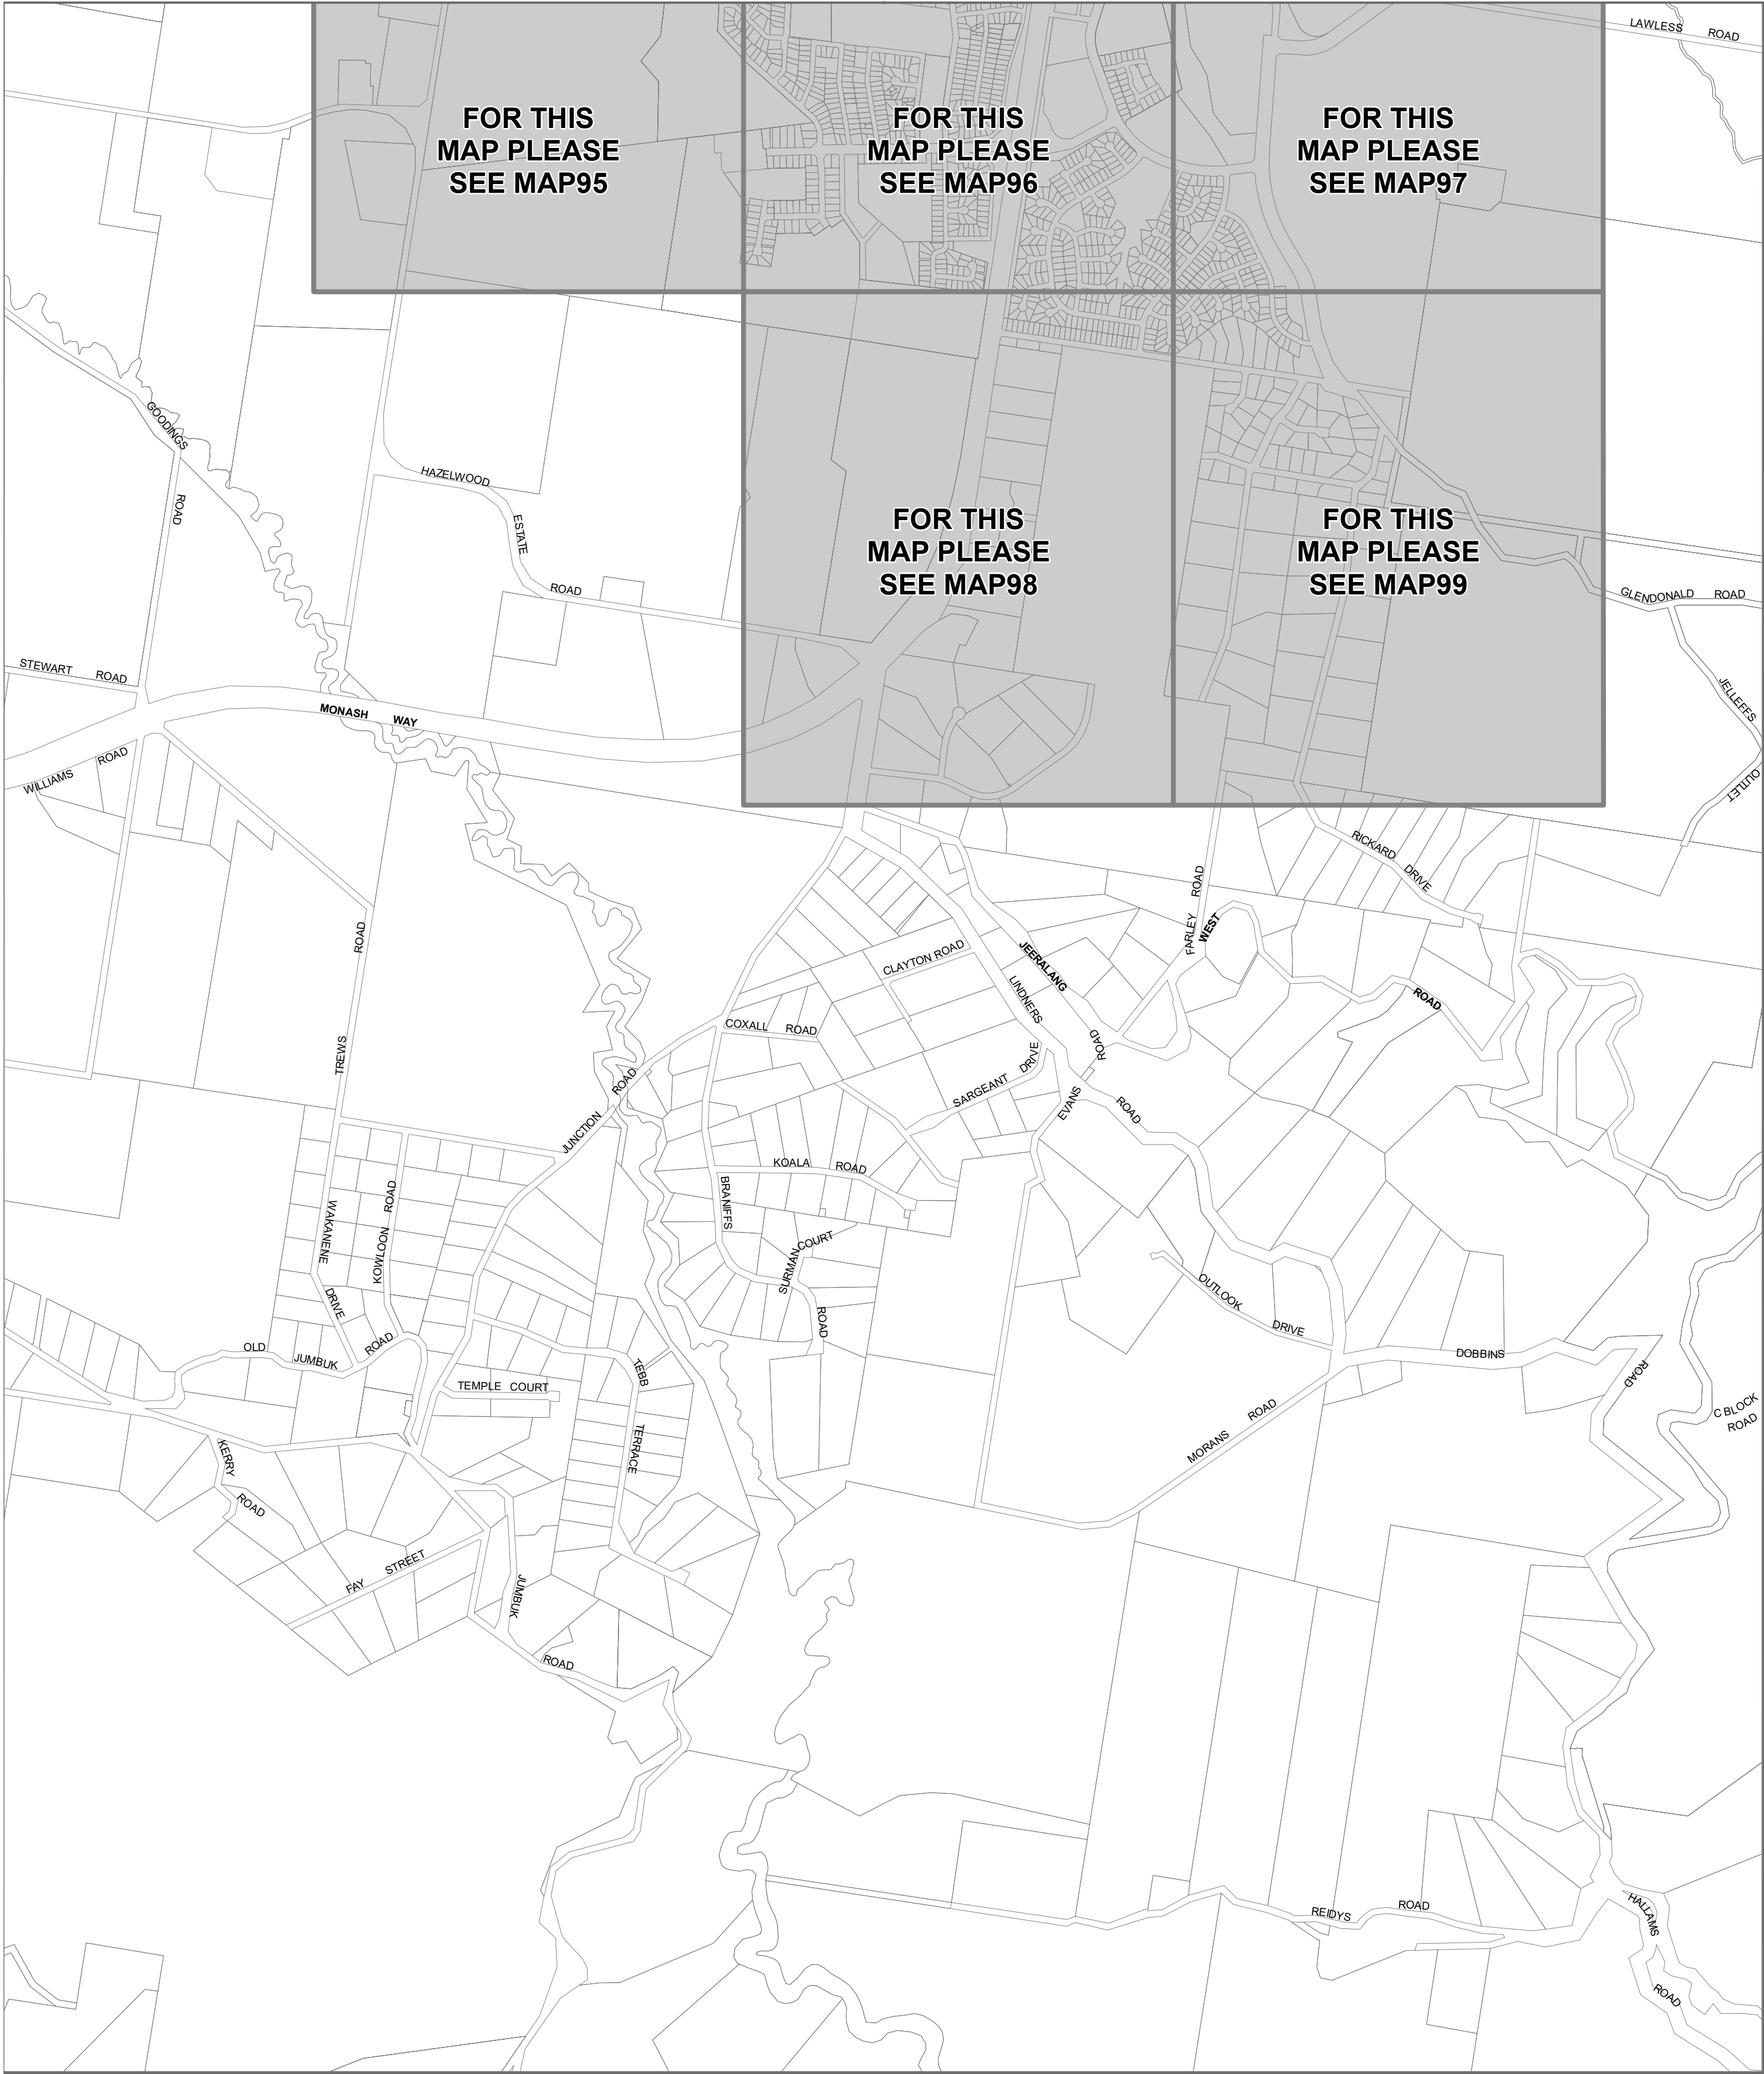 LAWLESS ROAD
FOR THIS
MAP PLEASE
SEE MAP95
FOR THIS
MAP PLEASE
SEE MAP96
FOR THIS
MAP PLEASE
SEE MAP97
GOODINGS
ROAD
HAZELWOOD
ESTATE
ROAD
FOR THIS
MAP PLEASE
SEE MAP98
FOR THIS
MAP PLEASE
SEE MAP99
GLENDONALD ROAD
STEWART ROAD
JELLEFFS
OUTLET
MONASH WAY
WILLIAMS ROAD
RICKARD DRIVE
FARLEY ROAD
WEST
TREWS ROAD
CLAYTON ROAD
JEERALANG
LINDNERS
ROAD
COXALL ROAD
ROAD
DRIVE
SARGEANT
EVANS
ROAD
JUNCTION ROAD
KOALA ROAD
BRANIFFS
WAKANENE
DRIVE
KOWLOON ROAD
SURMAN COURT
ROAD
OUTLOOK
DRIVE
OLD
JUMBUK
ROAD
DOBBINS
ROAD
TEBB
TERRACE
TEMPLE COURT
C BLOCK
ROAD
MORANS ROAD
KERRY
ROAD
FAY STREET
JUMBUK
ROAD
REIDYS ROAD
HALLAMS
ROAD